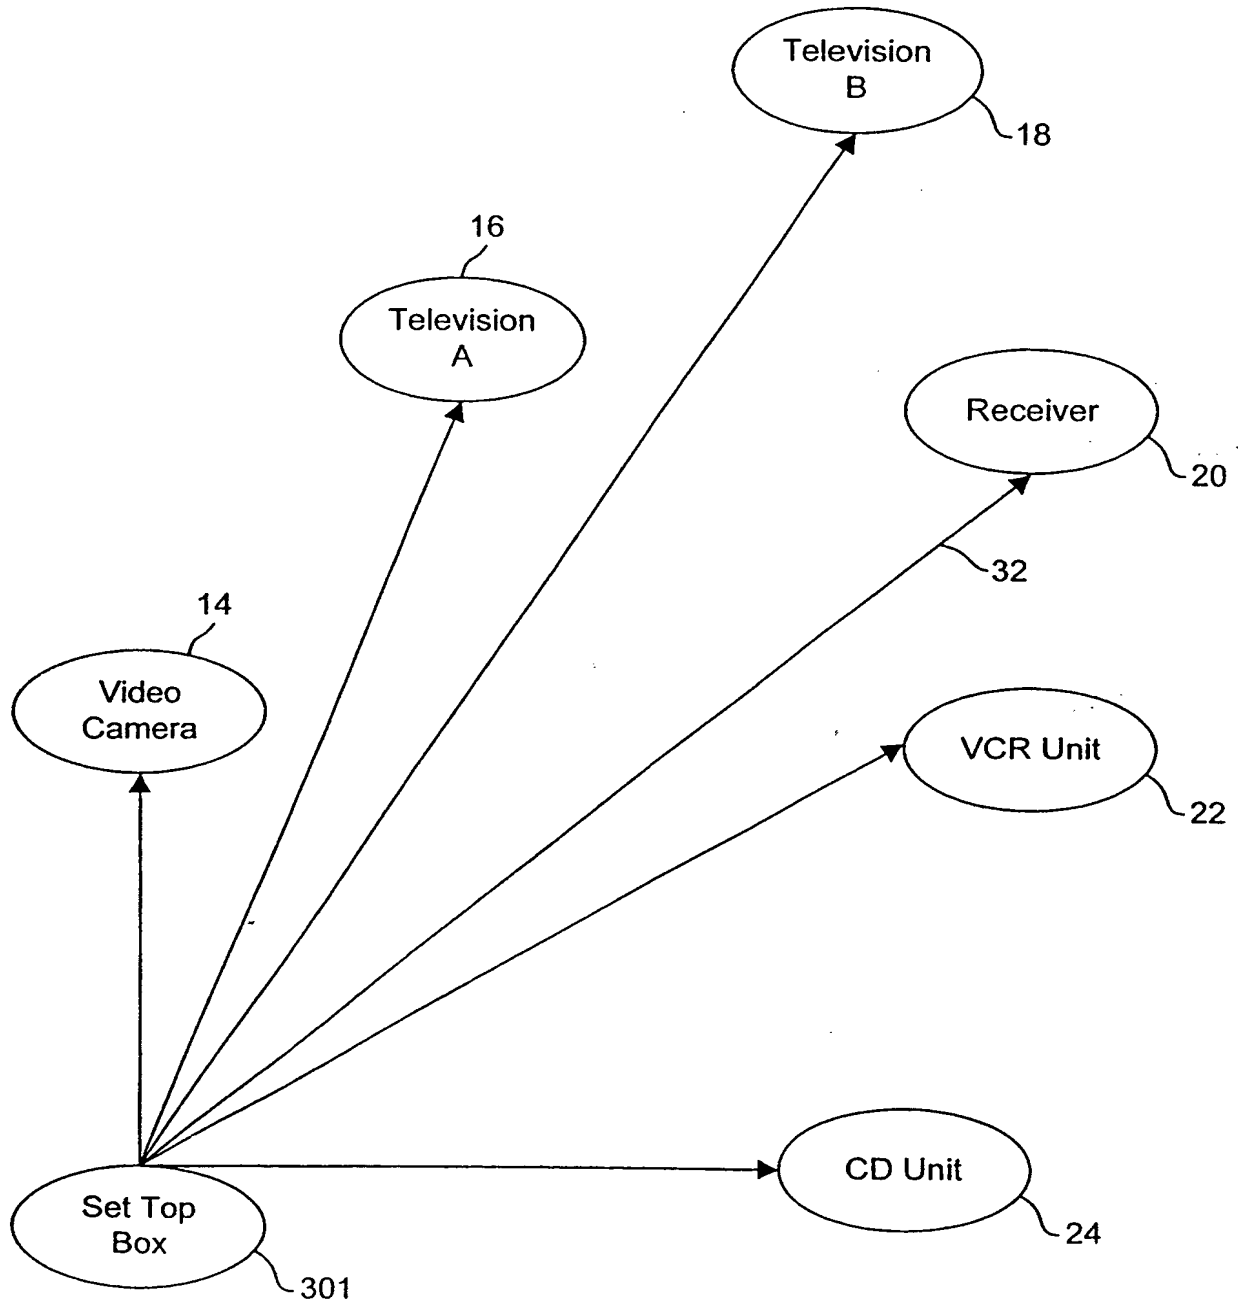 Television
B
18
16
Television
A
Receiver
20
32
14
Video
Camera
VCR Unit
22
CD Unit
24
Set Top
Box
301